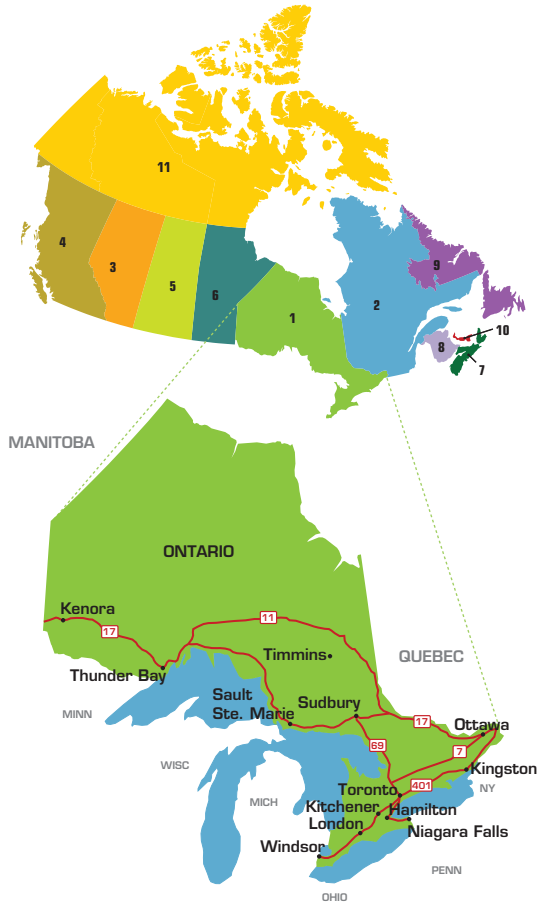 11
4
3
5
6
1
2
9
10
8
7
MANITOBA
ONTARIO
Kenora
17
11
Timmins
QUEBEC
Thunder Bay
Sault
Ste. Marie
Sudbury
MINN
17
Ottawa
69
7
WISC
Kingston
401
NY
Toronto
MICH
Kitchener
Hamilton
London
Niagara Falls
Windsor
PENN
OHIO